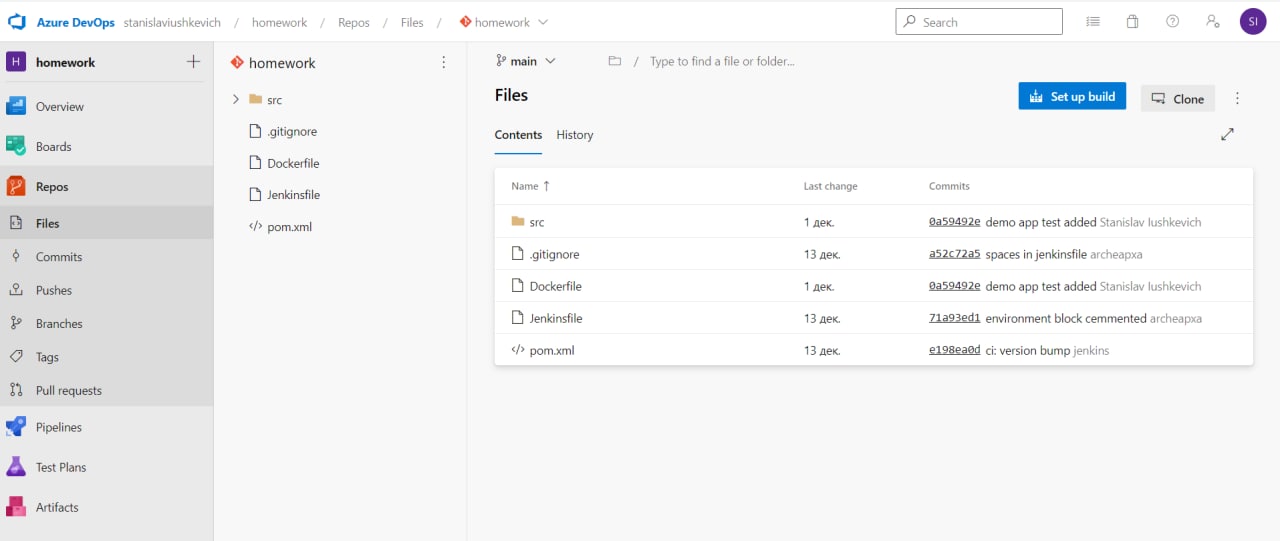 Azure DevOps stanislaviushkevich / homework / Repos / Files / homework Search SI
H homework
Overview
Boards
Repos
Files
Commits
Pushes
Branches
Tags
Pull requests
Pipelines
Test Plans
Artifacts
homework
src
.gitignore
Dockerfile
Jenkinsfile
pom.xml
main / Type to find a file or folder...
Files Set up build Clone
Contents History
Name ↑ Last change Commits
src 1 дек. 0a59492e demo app test added Stanislav Iushkevich
.gitignore 13 дек. a52c72a5 spaces in jenkinsfile archeapxa
Dockerfile 1 дек. 0a59492e demo app test added Stanislav Iushkevich
Jenkinsfile 13 дек. 71a93ed1 environment block cemmented archeapxa
pom.xml 13 дек. e198ea0d ci: version bump jenkins